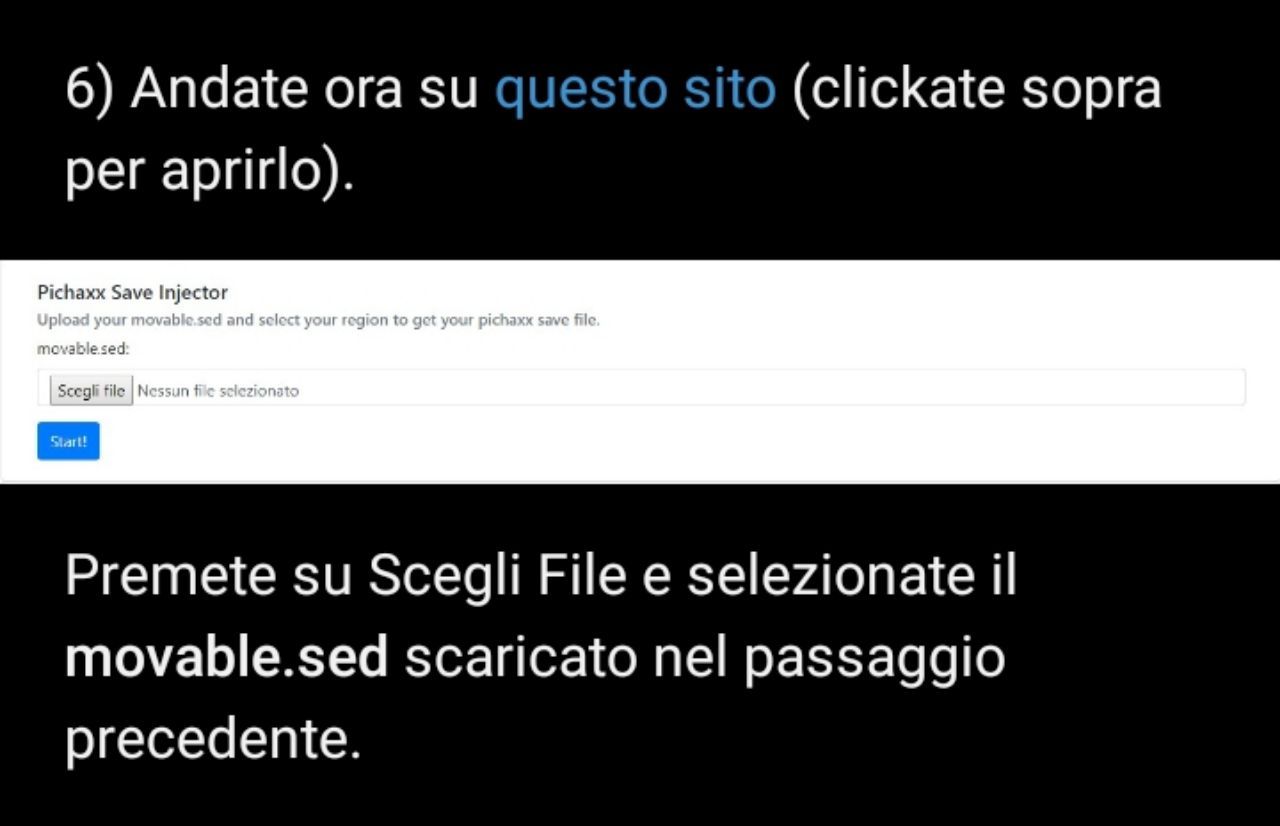 6) Andate ora su questo sito (clickate sopra
per aprirlo).
Pichaxx Save Injector
Upload your movable.sed and select your region to get your pichaxx save file.
movable.sed:
Scegli file Nessun file selezionato
Start!
Premete su Scegli File e selezionate il
movable.sed scaricato nel passaggio
precedente.